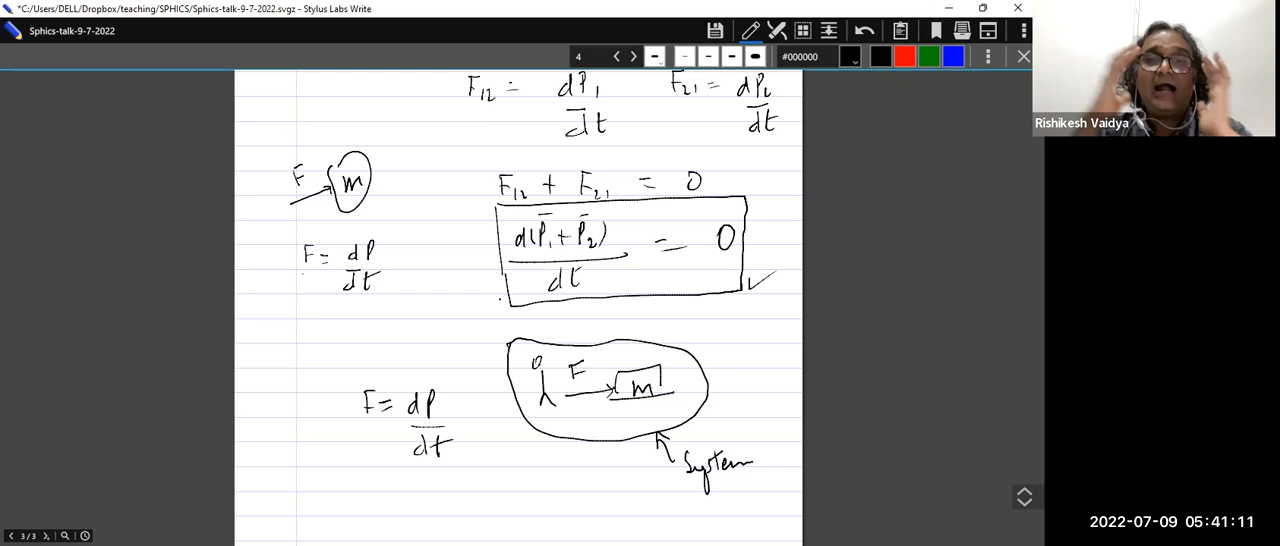 *C:/Users/DELL/Dropbox/teaching/SPHICS/Sphics-talk-9-7-2022.svgz - Stylus Labs Write
Sphics-talk-9-7-2022
4
#000000
Rishikesh Vaidya
F₁₂ = dP₁/dt F₂₁ = dP₂/dt
F
m
F₁₂ + F₂₁ = 0
d(P̄₁ + P̄₂)/dt = 0
F = dP/dt
F
m
F = dP/dt
System
3/3
2022-07-09 05:41:11